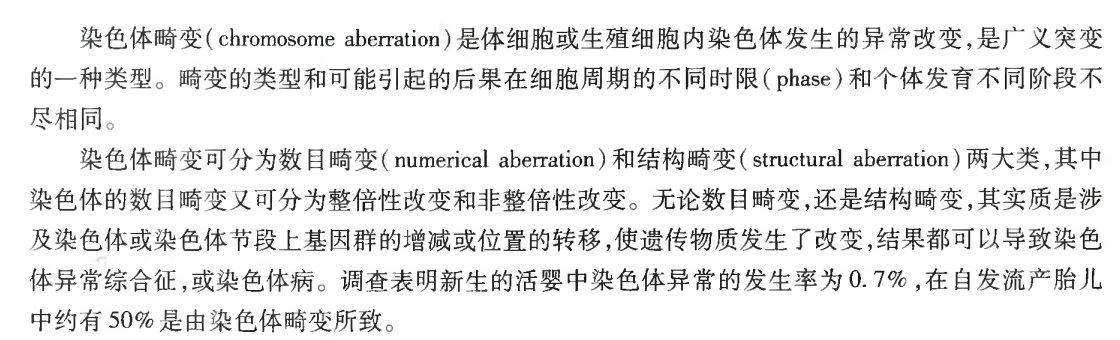 染色体畸变(chromosome aberration)是体细胞或生殖细胞内染色体发生的异常改变,是广义突变
的一种类型。畸变的类型和可能引起的后果在细胞周期的不同时限(phase)和个体发育不同阶段不
尽相同。
染色体畸变可分为数目畸变(numerical aberration)和结构畸变(structural aberration)两大类,其中
染色体的数目畸变又可分为整倍性改变和非整倍性改变。无论数目畸变,还是结构畸变,其实质是涉
及染色体或染色体节段上基因群的增减或位置的转移,使遗传物质发生了改变,结果都可以导致染色
体异常综合征,或染色体病。调查表明新生的活婴中染色体异常的发生率为0.7%,在自发流产胎儿
中约有50%是由染色体畸变所致。